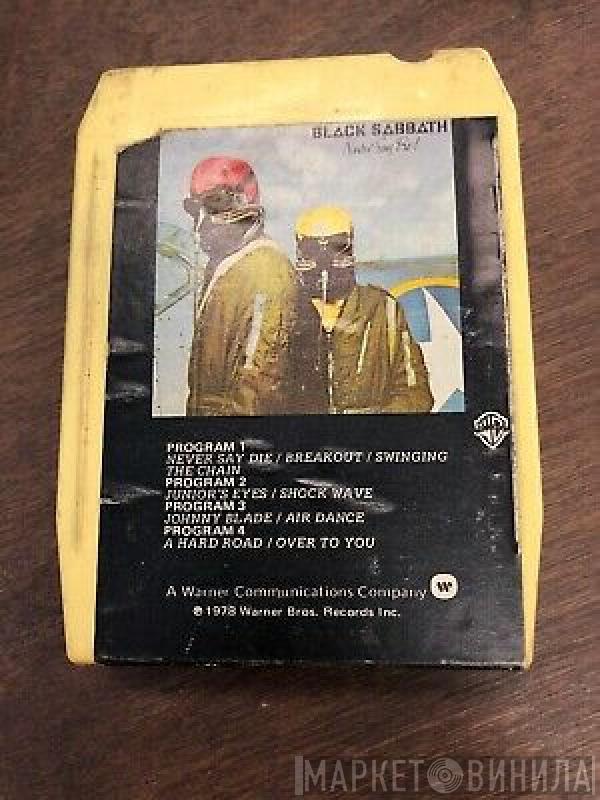 BLACK SABBATH
Never Say Die!
PROGRAM 1
NEVER SAY DIE / BREAKOUT / SWINGING
THE CHAIN
PROGRAM 2
JUNIOR'S EYES / SHOCK WAVE
PROGRAM 3
JOHNNY BLADE / AIR DANCE
PROGRAM 4
A HARD ROAD / OVER TO YOU
A Warner Communications Company W
℗ 1978 Warner Bros. Records Inc.
МАРКЕТ ВИНИЛА